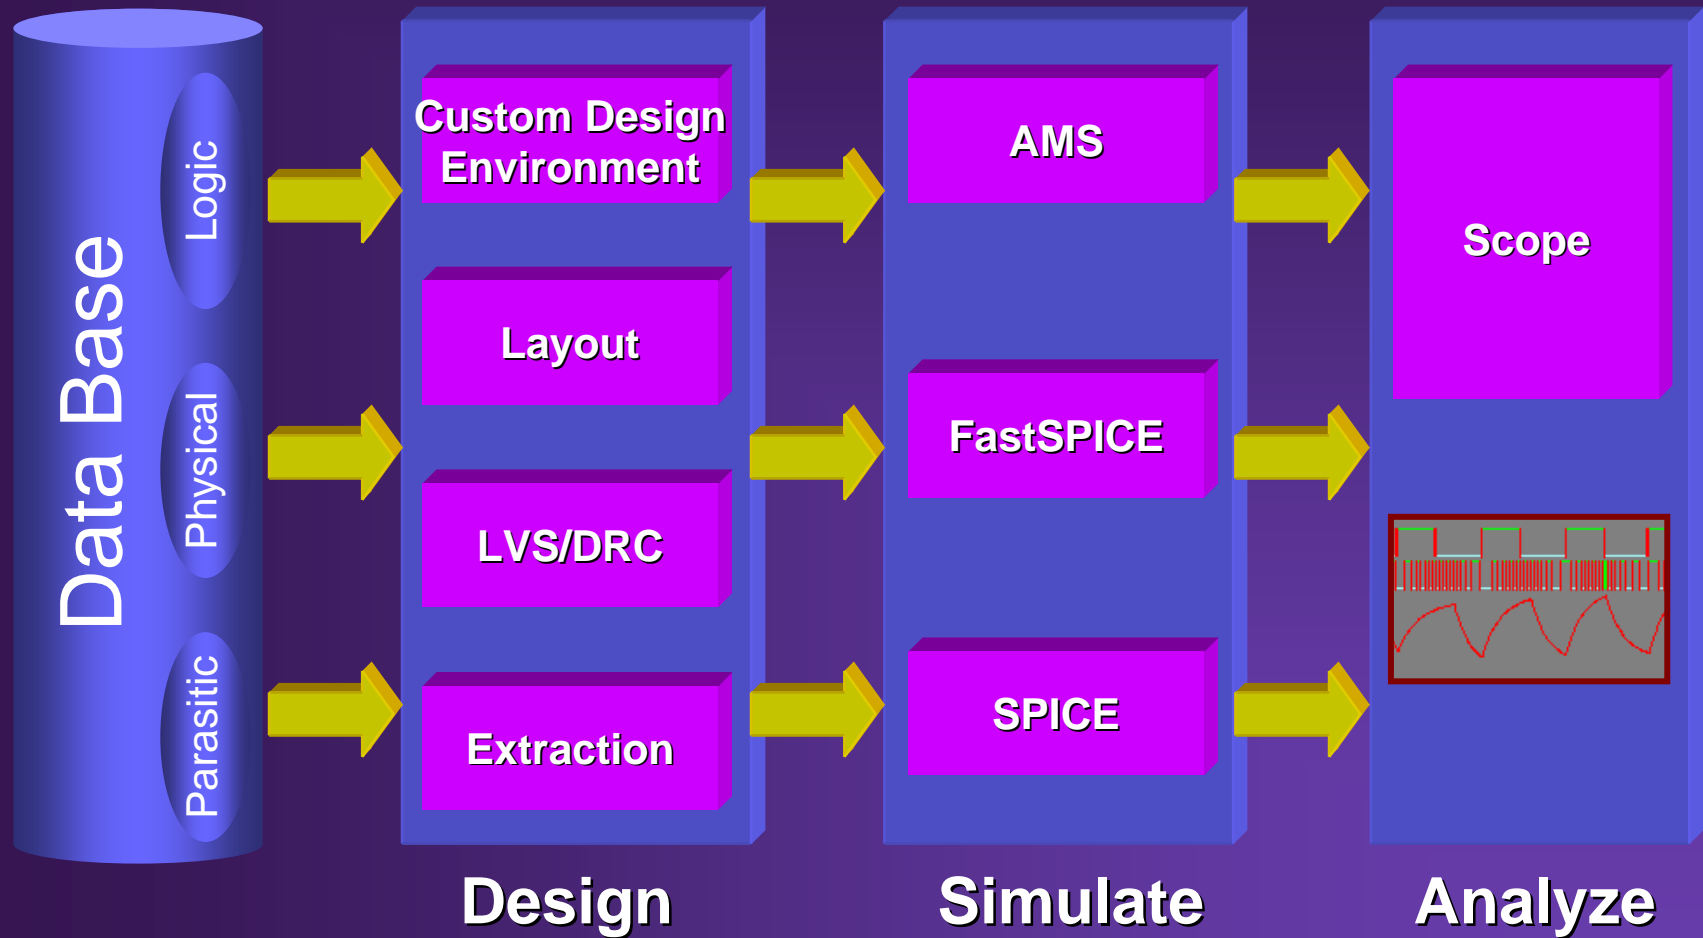 Data Base
Logic
Physical
Parasitic
Custom Design
Environment
Layout
LVS/DRC
Extraction
Design
AMS
FastSPICE
SPICE
Simulate
Scope
Analyze